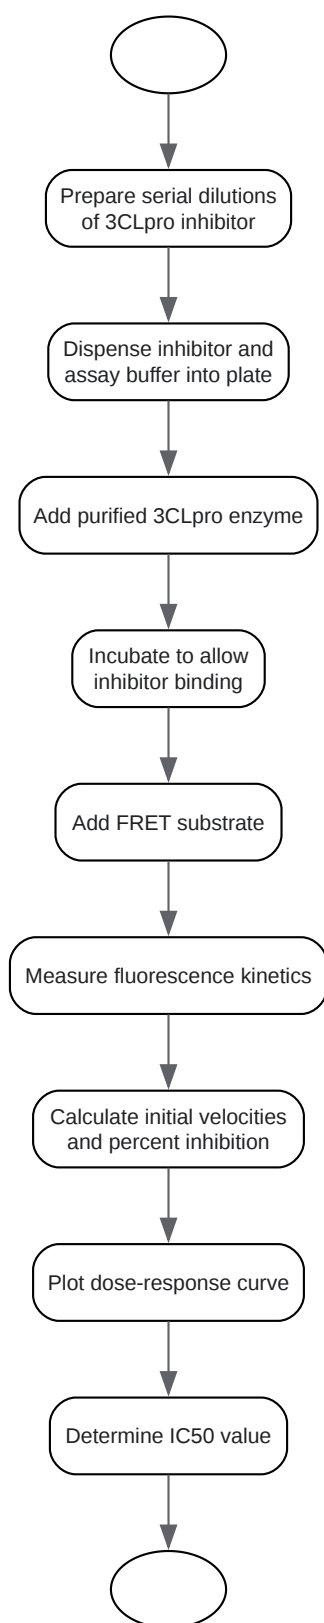 Prepare serial dilutions
of 3CLpro inhibitor
Dispense inhibitor and
assay buffer into plate
Add purified 3CLpro enzyme
Incubate to allow
inhibitor binding
Add FRET substrate
Measure fluorescence kinetics
Calculate initial velocities
and percent inhibition
Plot dose-response curve
Determine IC50 value